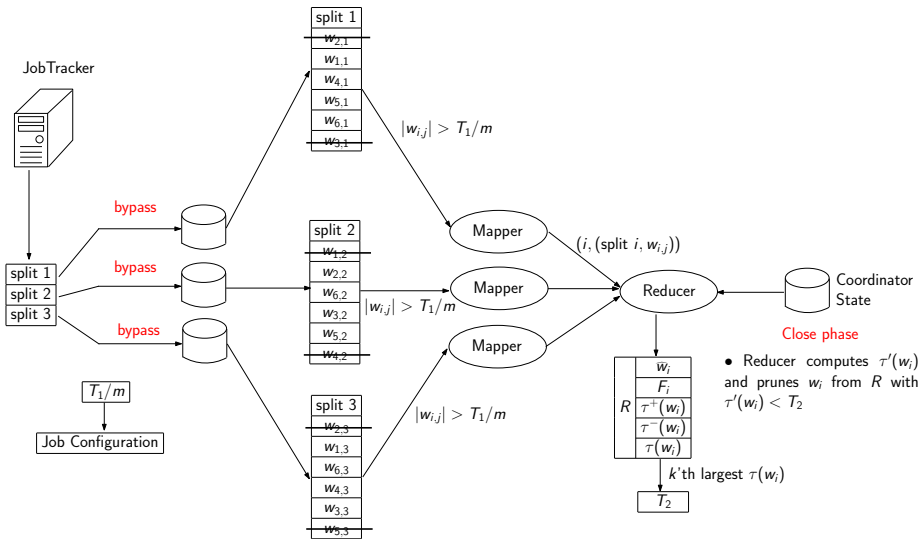 JobTracker
split 1
split 2
split 3
T₁/m
Job Configuration
bypass
bypass
bypass
split 1
w₂,₁
w₁,₁
w₄,₁
w₅,₁
w₆,₁
w₃,₁
split 2
w₁,₂
w₂,₂
w₆,₂
w₃,₂
w₅,₂
w₄,₂
split 3
w₂,₃
w₁,₃
w₆,₃
w₄,₃
w₃,₃
w₅,₃
|wᵢ,ⱼ| > T₁/m
|wᵢ,ⱼ| > T₁/m
|wᵢ,ⱼ| > T₁/m
Mapper
Mapper
Mapper
(i, (split i, wᵢ,ⱼ))
Reducer
Coordinator
State
Close phase
• Reducer computes τ′(wᵢ)
and prunes wᵢ from R with
τ′(wᵢ) < T₂
R
ŵᵢ
Fᵢ
τ⁺(wᵢ)
τ⁻(wᵢ)
τ(wᵢ)
k'th largest τ(wᵢ)
T₂